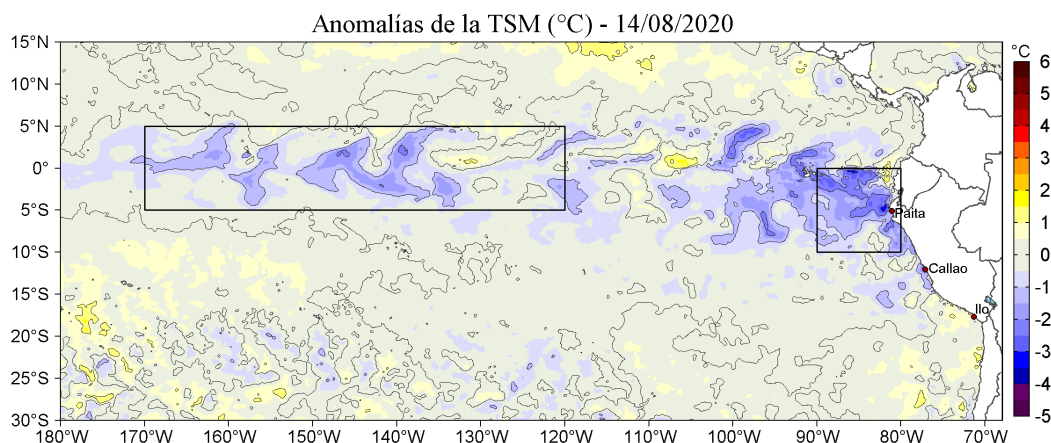 Anomalías de la TSM (°C) - 14/08/2020
15°N
10°N
5°N
0°
5°S
10°S
15°S
20°S
25°S
30°S
180°W
170°W
160°W
150°W
140°W
130°W
120°W
110°W
100°W
90°W
80°W
70°W
Paita
Callao
Ilo
°C
6
5
4
3
2
1
0
-1
-2
-3
-4
-5